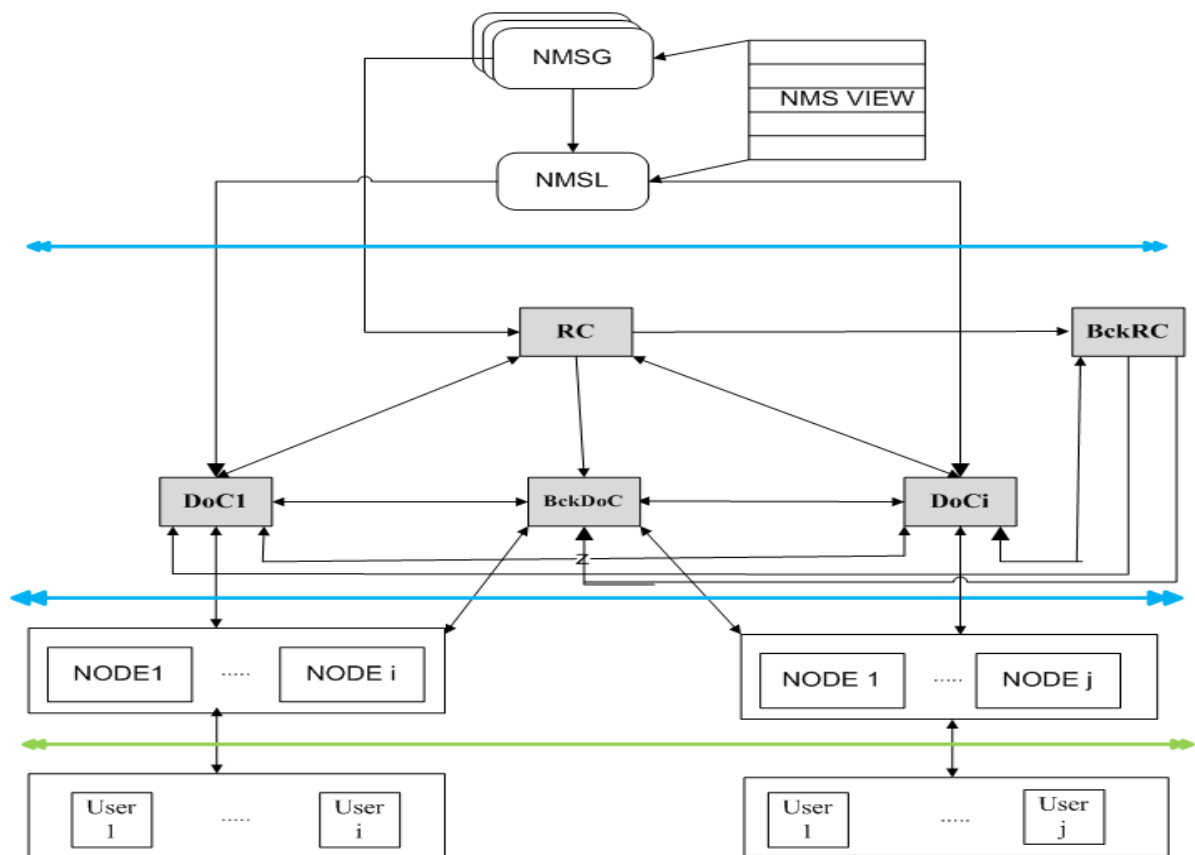 NMSG
NMS VIEW
NMSL
RC
BckRC
DoC1
BckDoC
DoCi
Z
NODE1
.....
NODE i
NODE 1
.....
NODE j
User
1
.....
User
i
User
1
.....
User
j